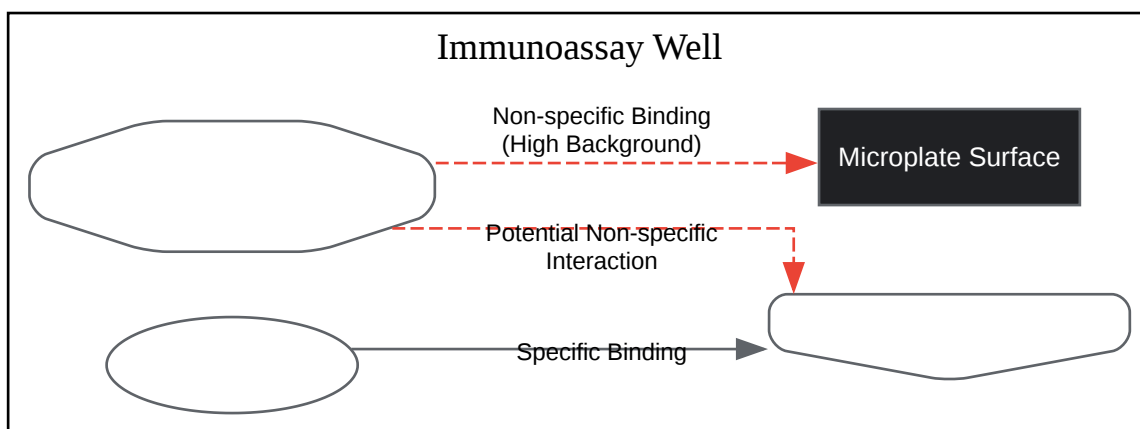 Immunoassay Well
Non-specific Binding
(High Background)
Microplate Surface
Potential Non-specific
Interaction
Specific Binding